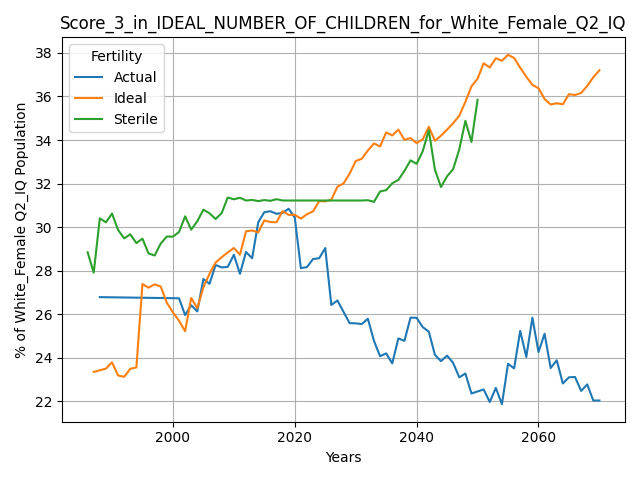 Score_3_in_IDEAL_NUMBER_OF_CHILDREN_for_White_Female_Q2_IQ
Fertility
Actual
Ideal
Sterile
% of White_Female Q2_IQ Population
38
36
34
32
30
28
26
24
22
2000 2020 2040 2060
Years